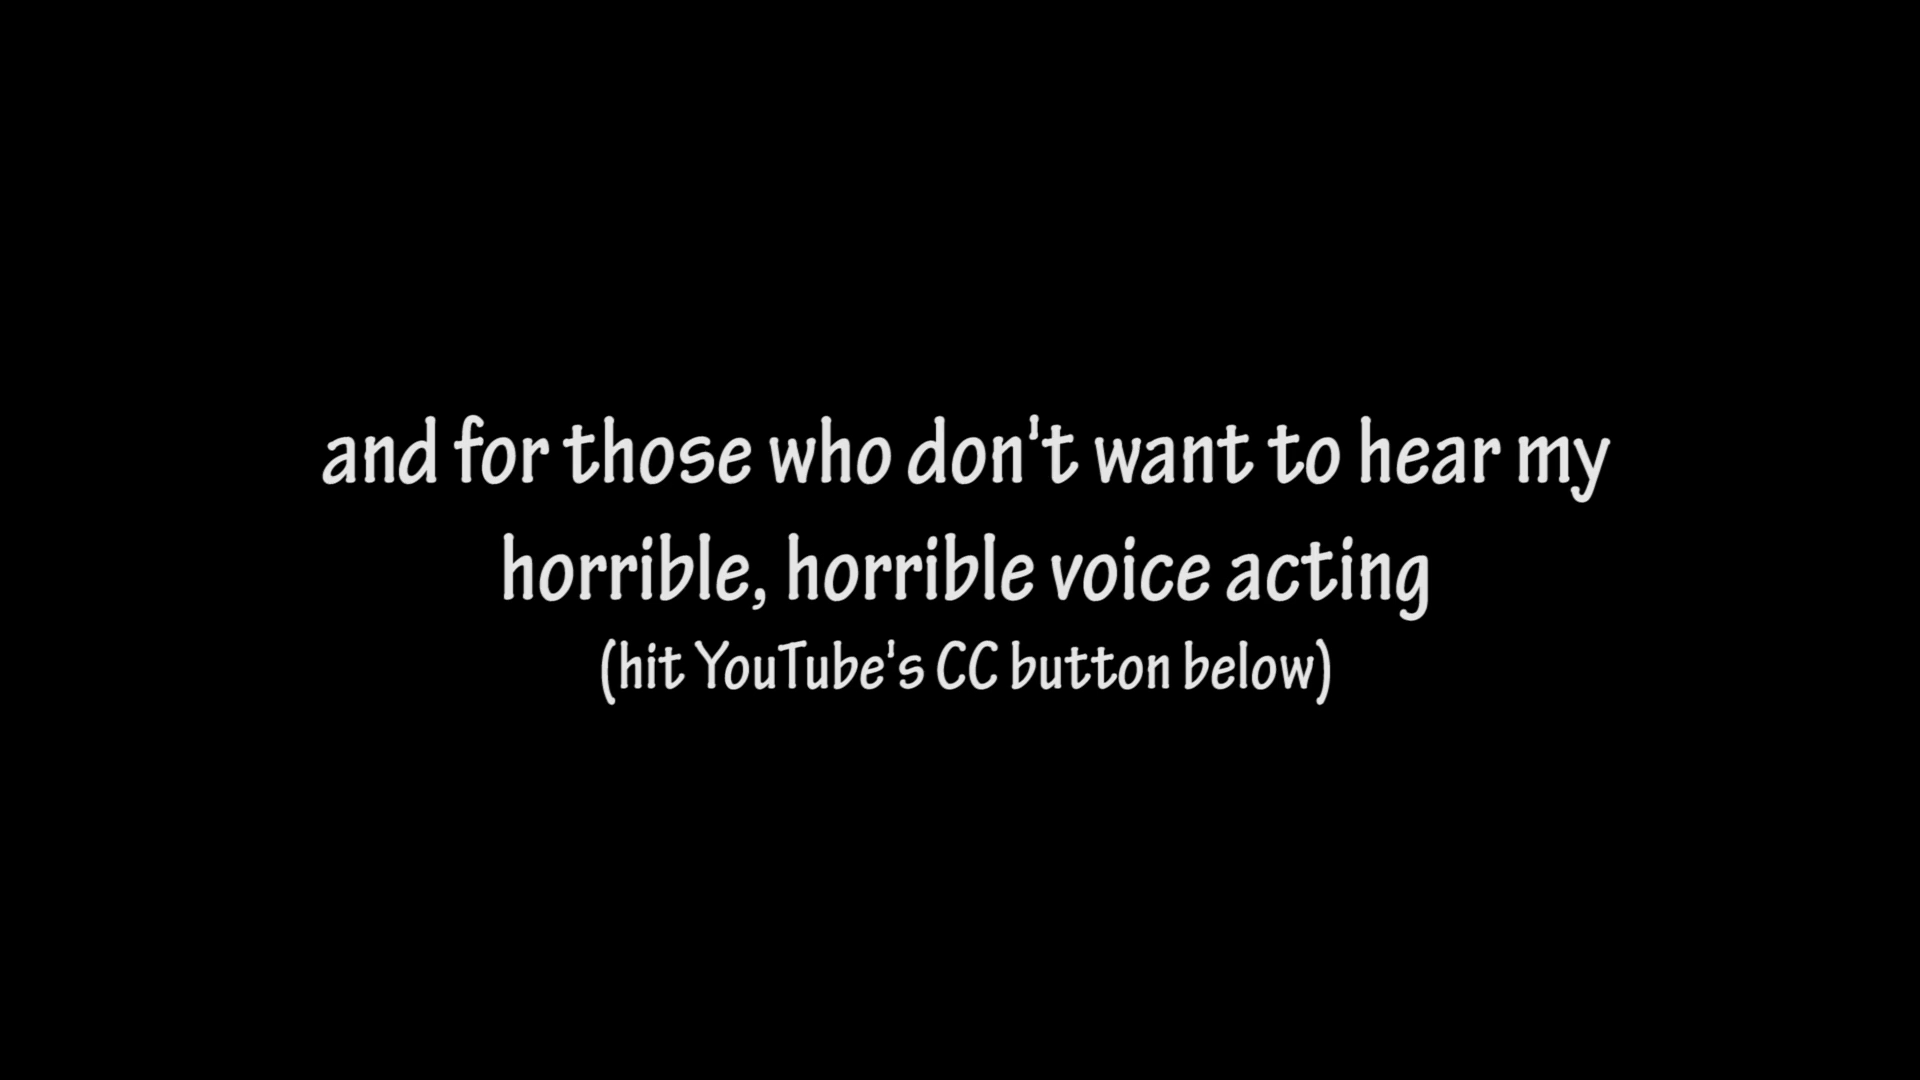 and for those who don't want to hear my
horrible, horrible voice acting
(hit YouTube's CC button below)